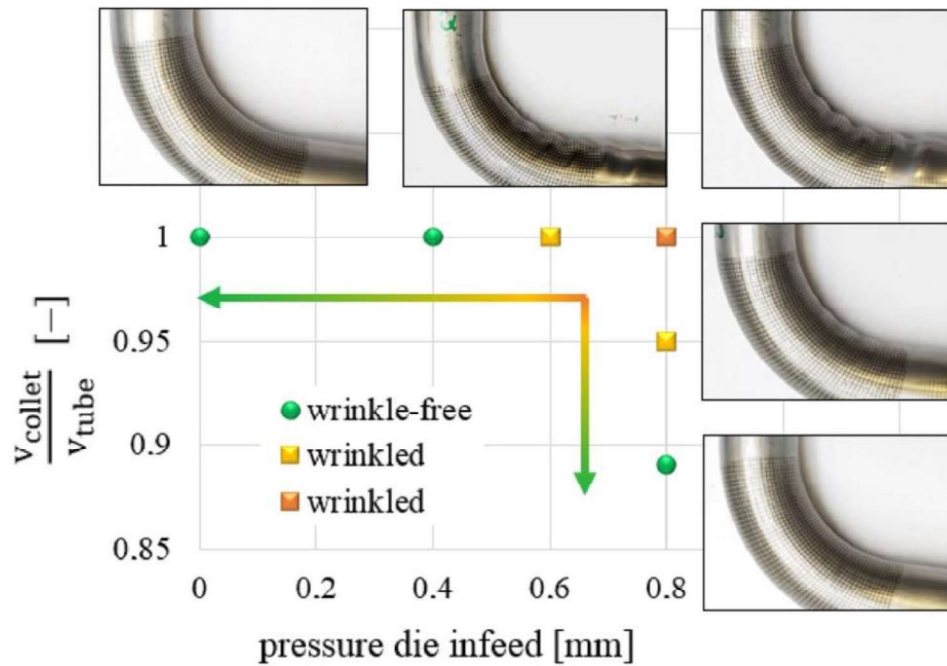 1
0.95
0.9
0.85
v_collet
v_tube
[−]
wrinkle-free
wrinkled
wrinkled
0 0.2 0.4 0.6 0.8
pressure die infeed [mm]